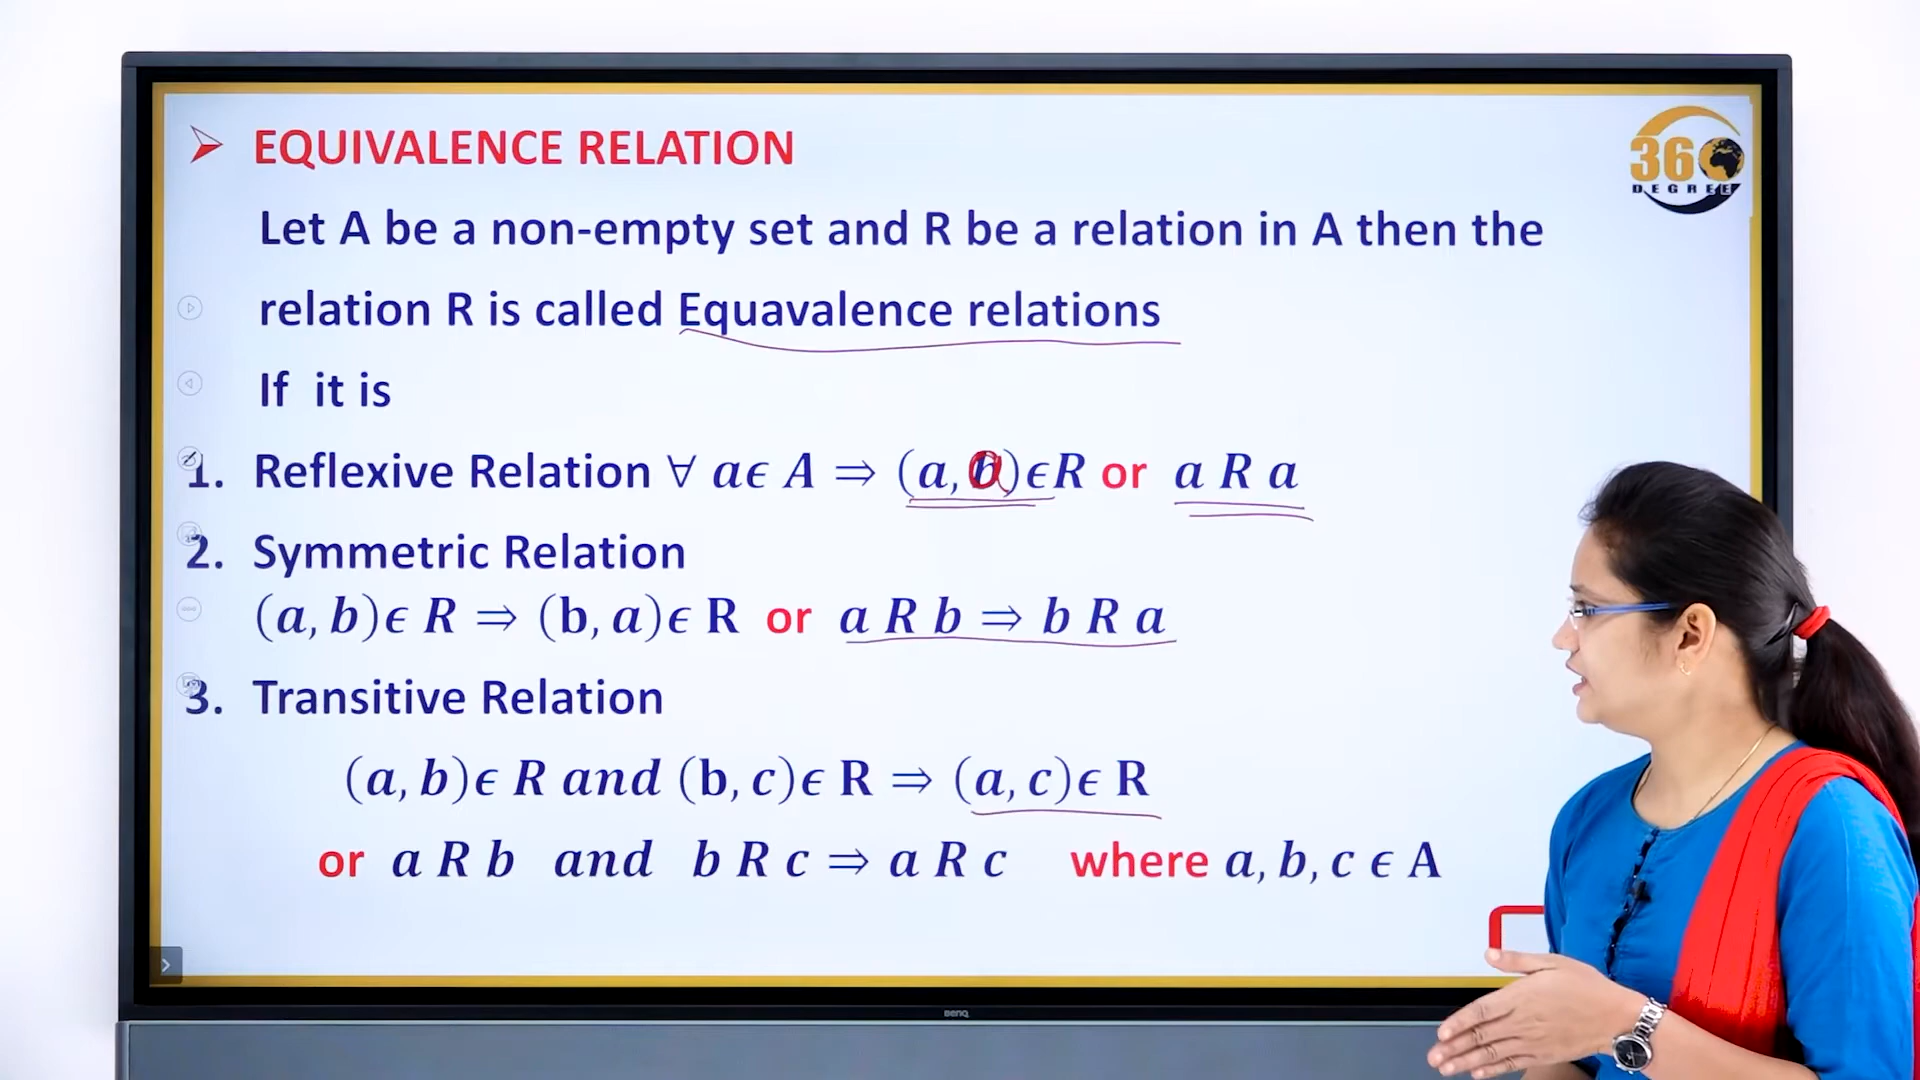 EQUIVALENCE RELATION
360
DEGREE
Let A be a non-empty set and R be a relation in A then the
relation R is called Equavalence relations
If it is
1. Reflexive Relation ∀ aϵ A ⇒ (a, a)ϵR or a R a
2. Symmetric Relation
(a, b)ϵ R ⇒ (b, a)ϵ R or a R b ⇒ b R a
3. Transitive Relation
(a, b)ϵ R and (b, c)ϵ R ⇒ (a, c)ϵ R
or a R b and b R c ⇒ a R c where a, b, c ϵ A
BenQ